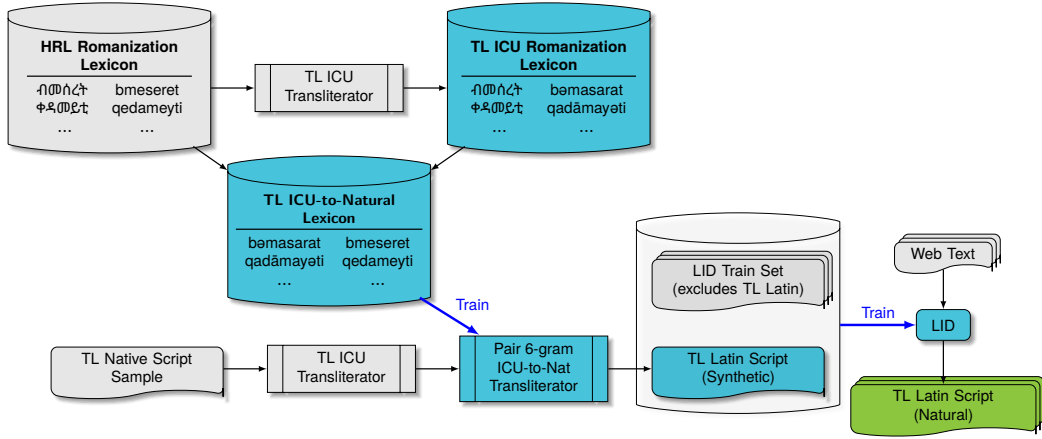 HRL Romanization
Lexicon
ብመሰረት bmeseret
ቀዳመይቲ qedameyti
... ...
TL ICU
Transliterator
TL ICU Romanization
Lexicon
ብመሰረት bəmasarat
ቀዳመይቲ qadāmayəti
... ...
TL ICU-to-Natural
Lexicon
bəmasarat bmeseret
qadāmayəti qedameyti
... ...
Train
TL Native Script
Sample
TL ICU
Transliterator
Pair 6-gram
ICU-to-Nat
Transliterator
LID Train Set
(excludes TL Latin)
TL Latin Script
(Synthetic)
Train
Web Text
LID
TL Latin Script
(Natural)